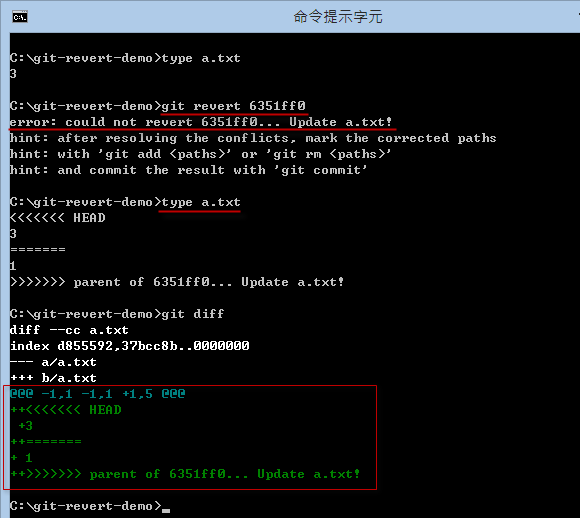 命令提示字元
C:\git-revert-demo>type a.txt
3
C:\git-revert-demo>git revert 6351ff0
error: could not revert 6351ff0... Update a.txt!
hint: after resolving the conflicts, mark the corrected paths
hint: with 'git add <paths>' or 'git rm <paths>'
hint: and commit the result with 'git commit'
C:\git-revert-demo>type a.txt
<<<<<<< HEAD
3
=======
1
>>>>>>> parent of 6351ff0... Update a.txt!
C:\git-revert-demo>git diff
diff --cc a.txt
index d855592,37bcc8b..0000000
--- a/a.txt
+++ b/a.txt
@@@ -1,1 -1,1 +1,5 @@@
++<<<<<<< HEAD
 +3
++=======
+ 1
++>>>>>>> parent of 6351ff0... Update a.txt!
C:\git-revert-demo>